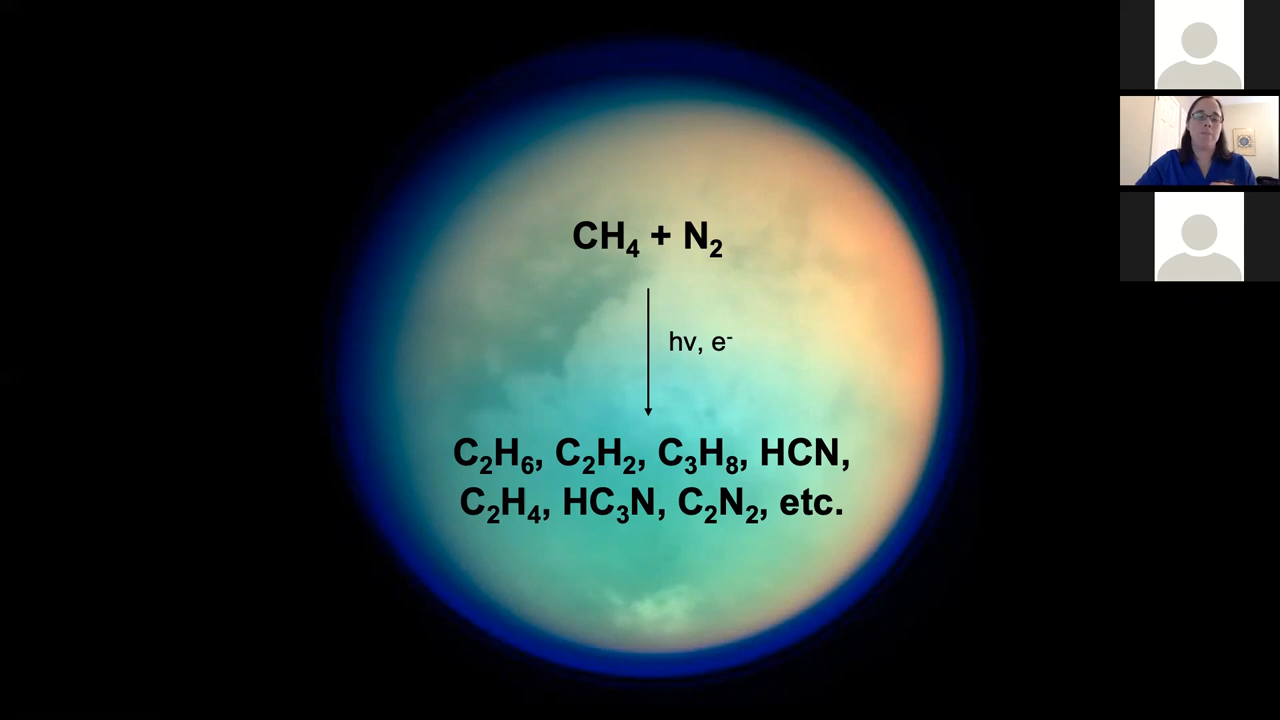 CH₄ + N₂
hv, e⁻
C₂H₆, C₂H₂, C₃H₈, HCN,
C₂H₄, HC₃N, C₂N₂, etc.